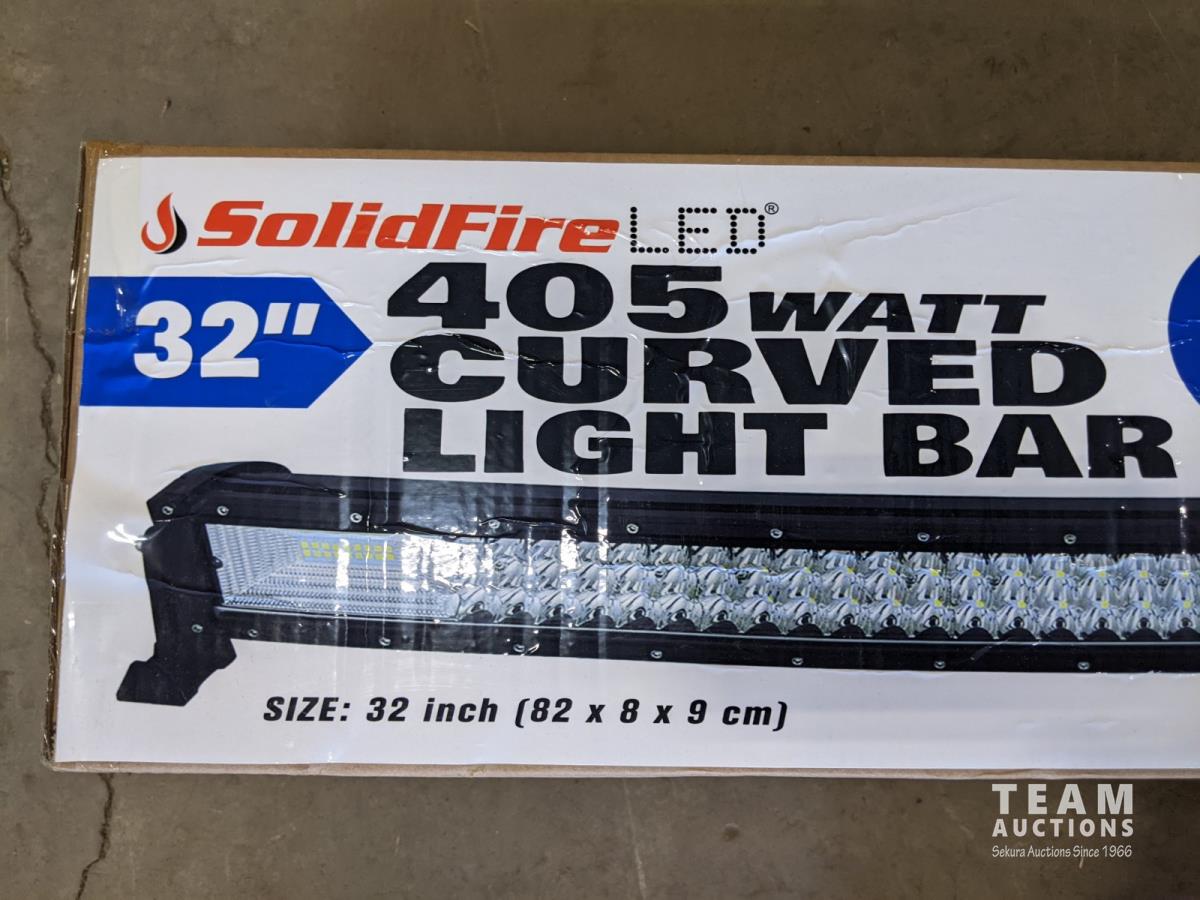 SolidFire LED®
32"
405 WATT
CURVED
LIGHT BAR
SIZE: 32 inch (82 x 8 x 9 cm)
TEAM
AUCTIONS
Sekura Auctions Since 1966